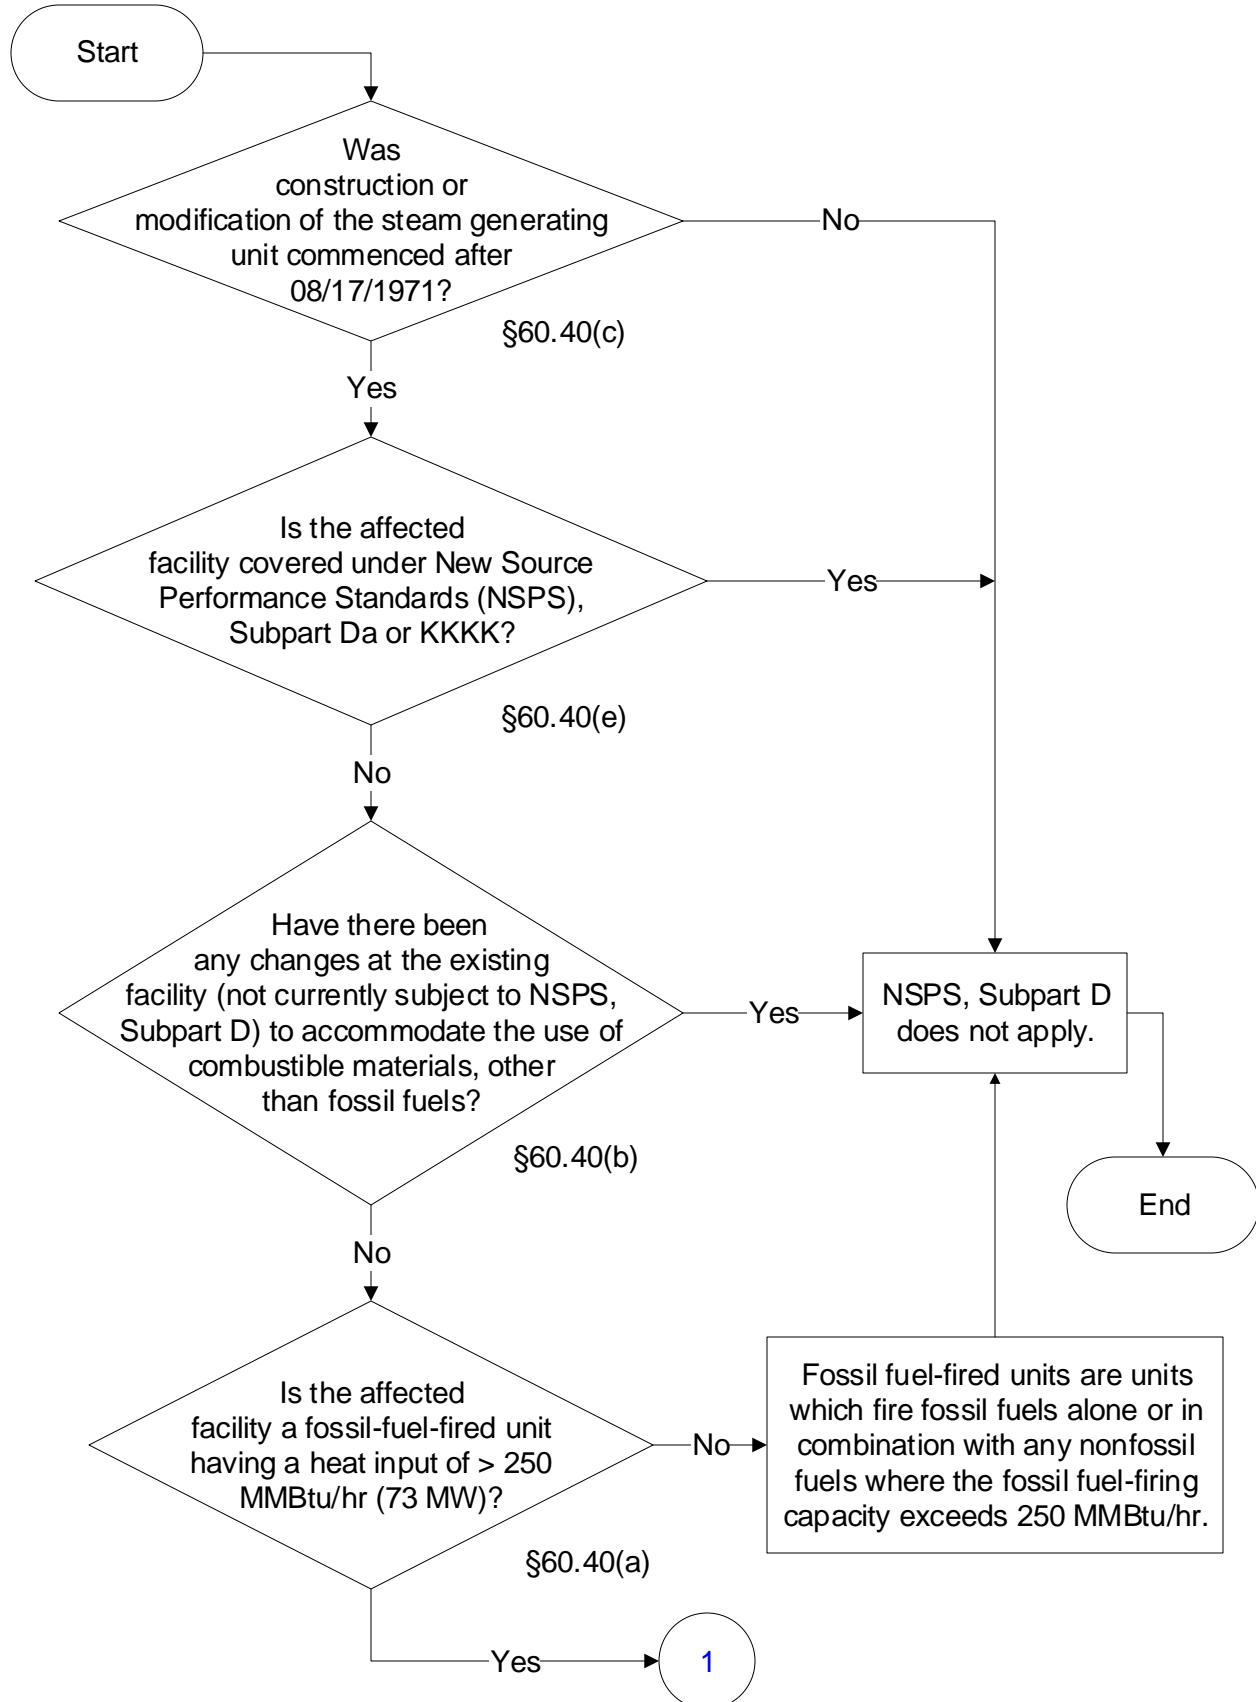 Start
Was
construction or
modification of the steam generating
unit commenced after
08/17/1971?
No
§60.40(c)
Yes
Is the affected
facility covered under New Source
Performance Standards (NSPS),
Subpart Da or KKKK?
Yes
§60.40(e)
No
Have there been
any changes at the existing
facility (not currently subject to NSPS,
Subpart D) to accommodate the use of
combustible materials, other
than fossil fuels?
Yes
NSPS, Subpart D
does not apply.
§60.40(b)
End
No
Is the affected
facility a fossil-fuel-fired unit
having a heat input of > 250
MMBtu/hr (73 MW)?
No
Fossil fuel-fired units are units
which fire fossil fuels alone or in
combination with any nonfossil
fuels where the fossil fuel-firing
capacity exceeds 250 MMBtu/hr.
§60.40(a)
Yes
1